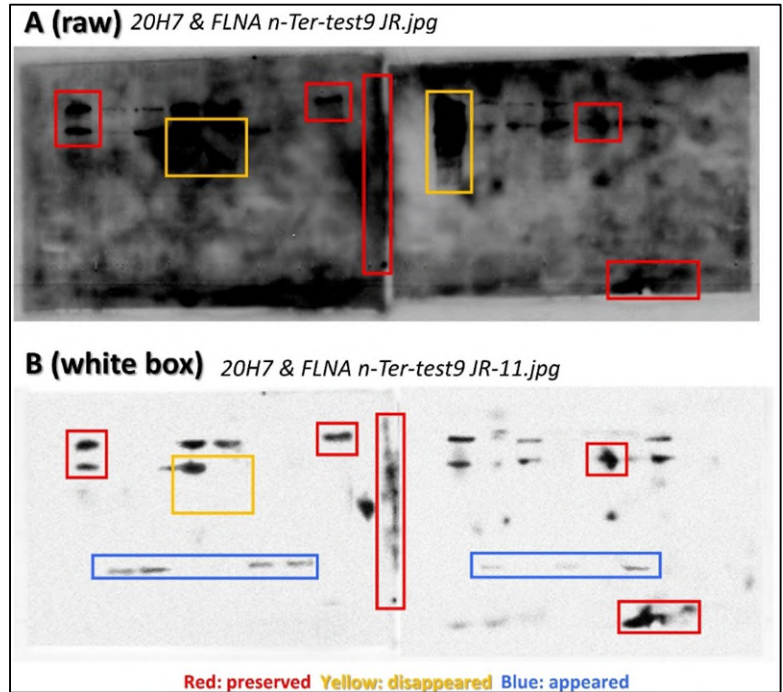 A (raw) 20H7 & FLNA n-Ter-test9 JR.jpg
B (white box) 20H7 & FLNA n-Ter-test9 JR-11.jpg
Red: preserved Yellow: disappeared Blue: appeared